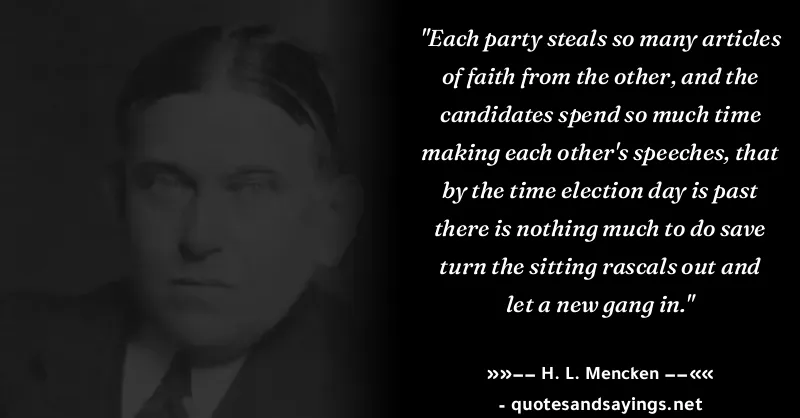 "Each party steals so many articles
of faith from the other, and the
candidates spend so much time
making each other's speeches, that
by the time election day is past
there is nothing much to do save
turn the sitting rascals out and
let a new gang in."
»»-- H. L. Mencken --««
- quotesandsayings.net